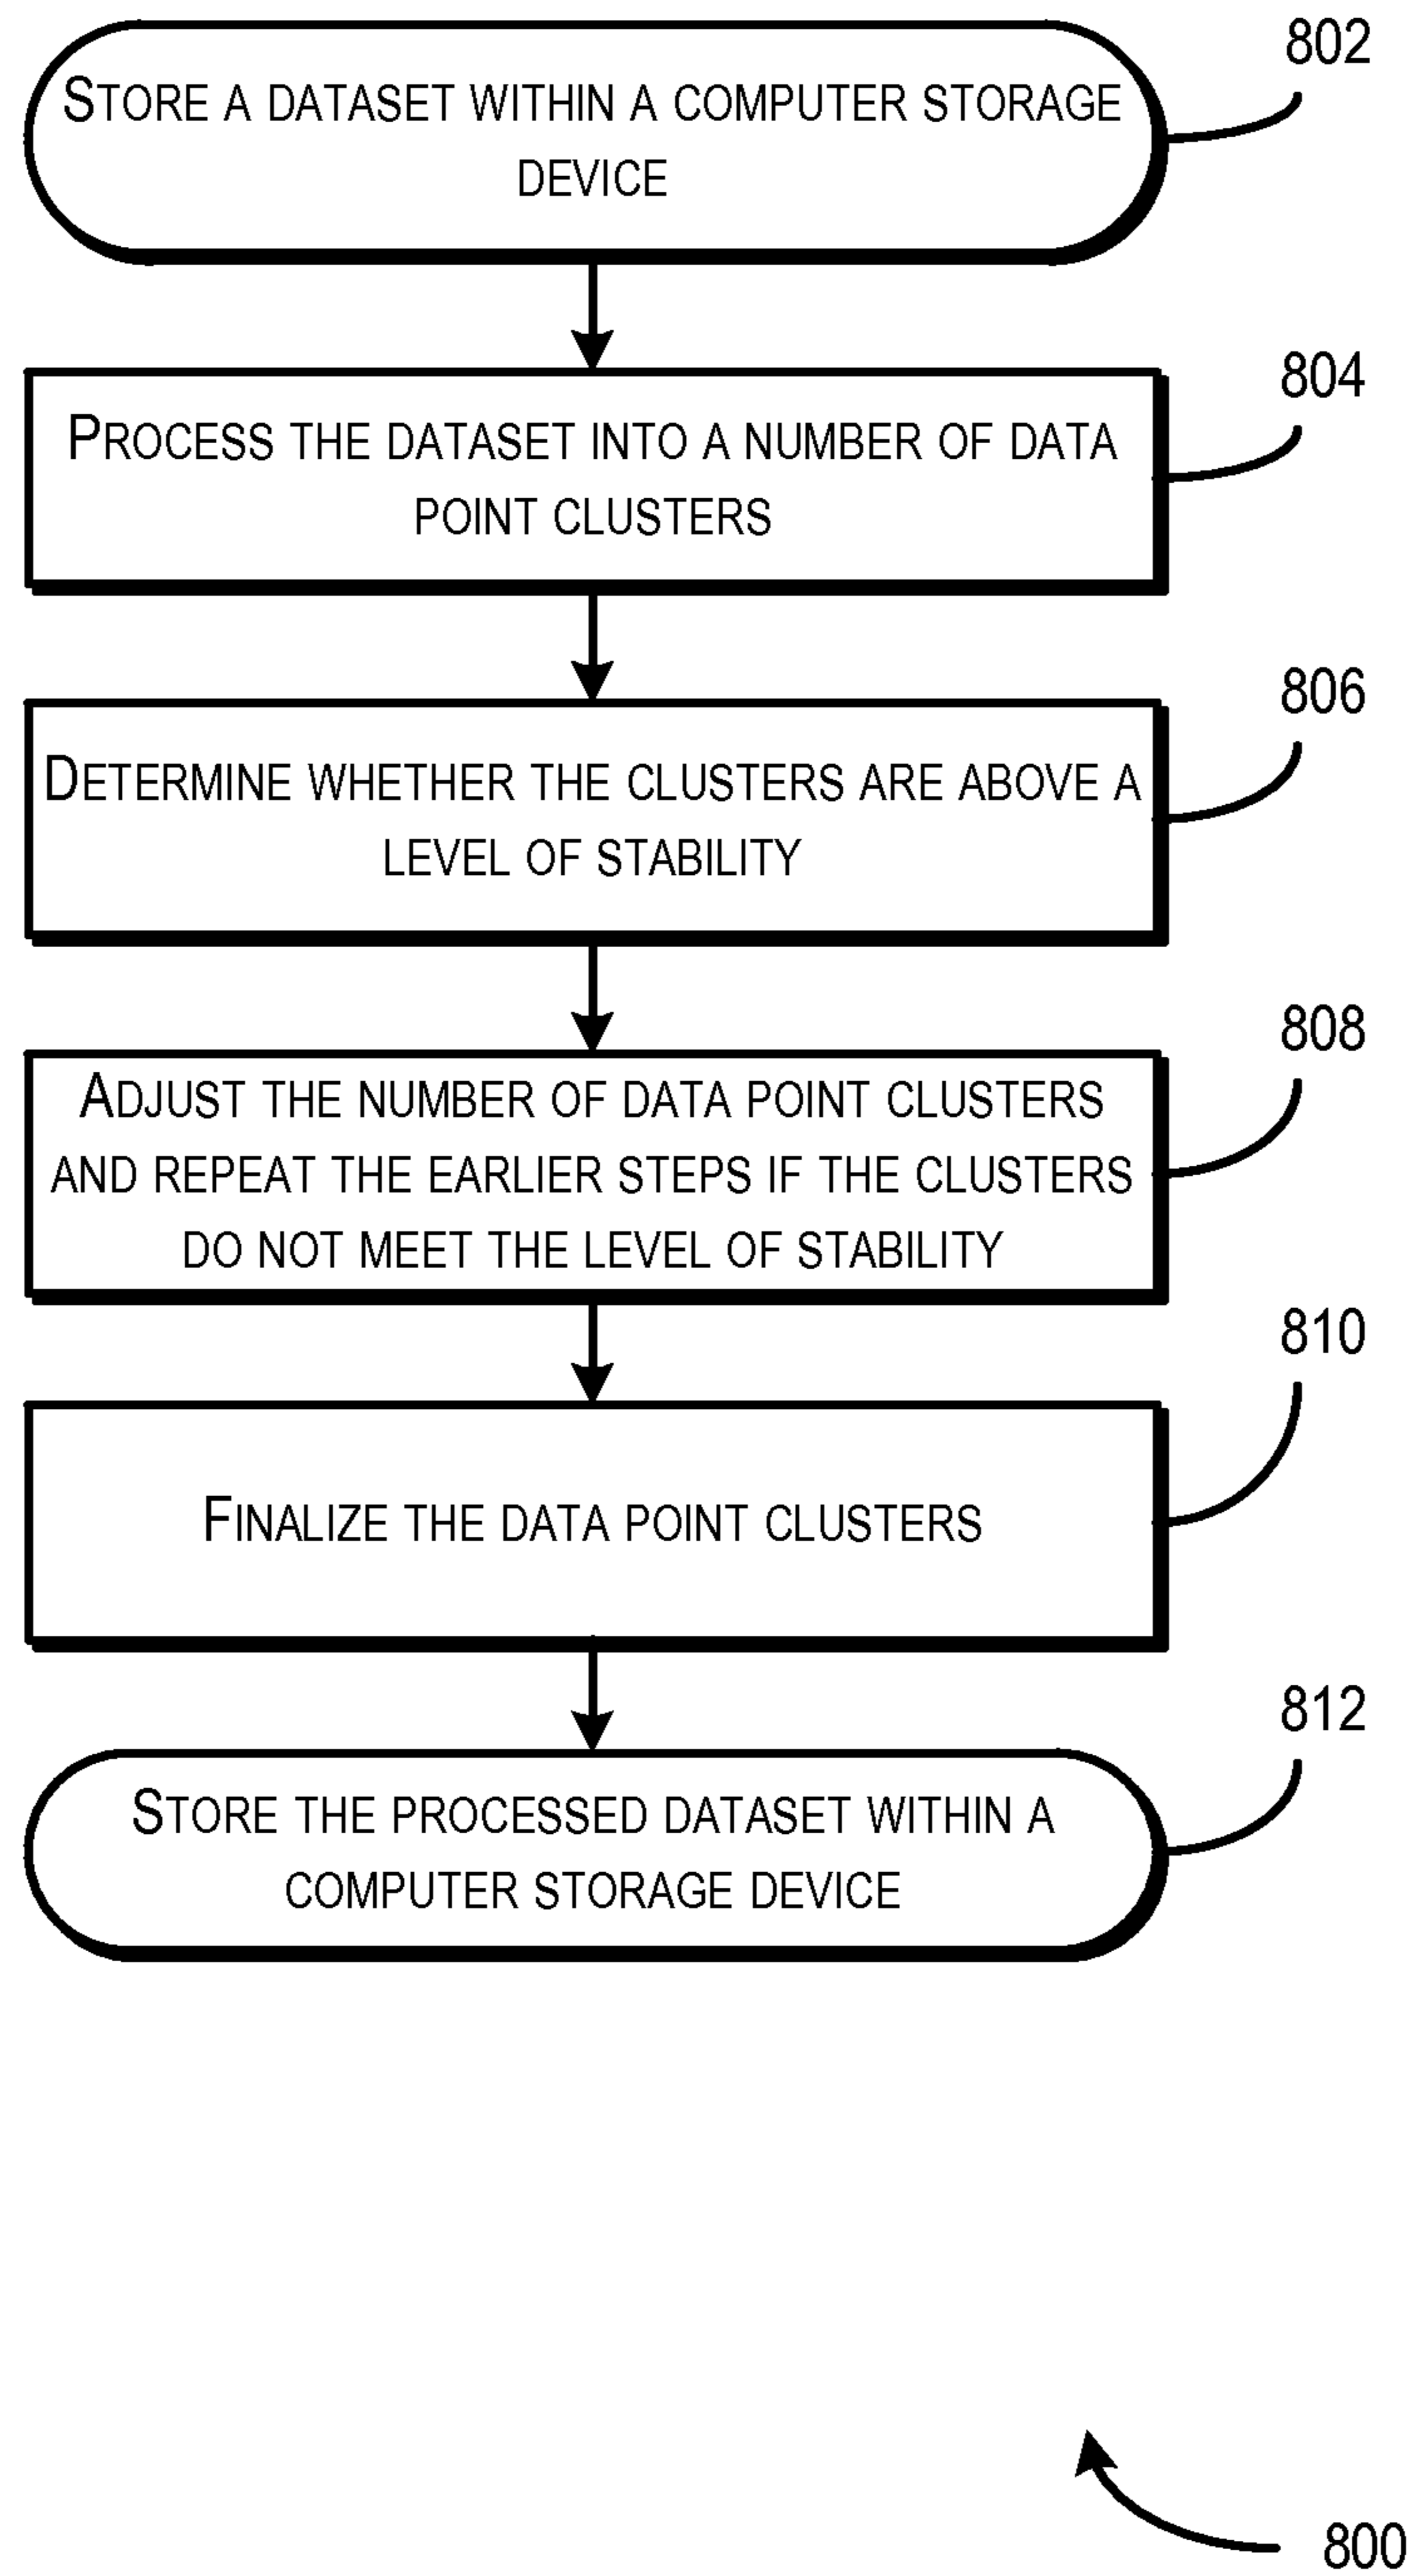 802
STORE A DATASET WITHIN A COMPUTER STORAGE
DEVICE
804
PROCESS THE DATASET INTO A NUMBER OF DATA
POINT CLUSTERS
806
DETERMINE WHETHER THE CLUSTERS ARE ABOVE A
LEVEL OF STABILITY
808
ADJUST THE NUMBER OF DATA POINT CLUSTERS
AND REPEAT THE EARLIER STEPS IF THE CLUSTERS
DO NOT MEET THE LEVEL OF STABILITY
810
FINALIZE THE DATA POINT CLUSTERS
812
STORE THE PROCESSED DATASET WITHIN A
COMPUTER STORAGE DEVICE
800